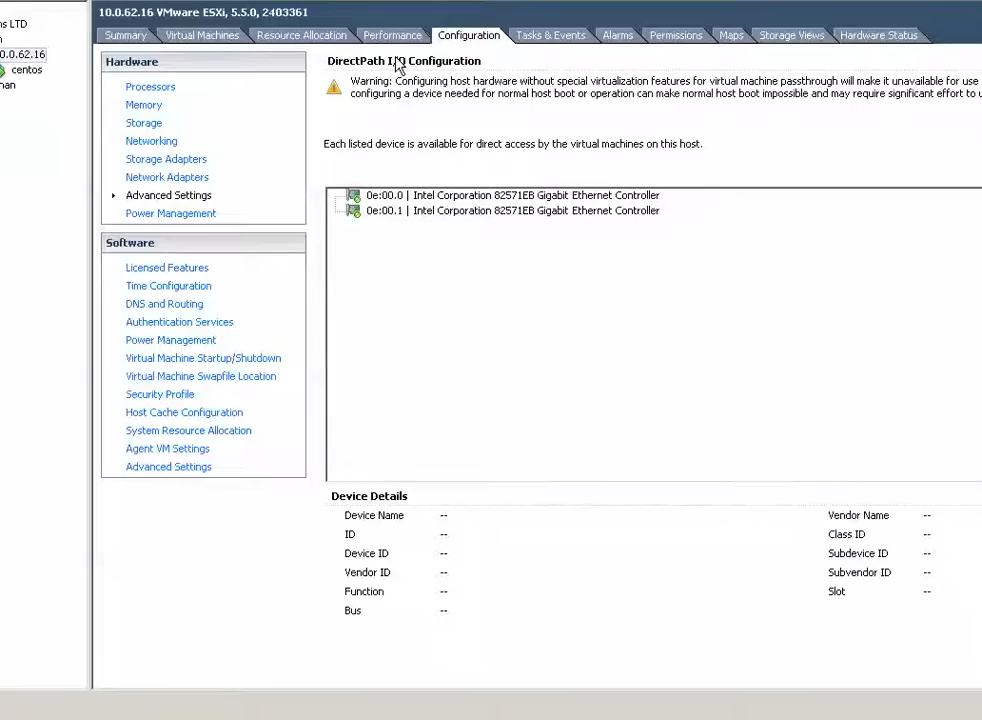 ns LTD
0.0.62.16
centos
nan
10.0.62.16 VMware ESXi, 5.5.0, 2403361
Summary Virtual Machines Resource Allocation Performance Configuration Tasks & Events Alarms Permissions Maps Storage Views Hardware Status
Hardware
Processors
Memory
Storage
Networking
Storage Adapters
Network Adapters
Advanced Settings
Power Management
Software
Licensed Features
Time Configuration
DNS and Routing
Authentication Services
Power Management
Virtual Machine Startup/Shutdown
Virtual Machine Swapfile Location
Security Profile
Host Cache Configuration
System Resource Allocation
Agent VM Settings
Advanced Settings
DirectPath I/O Configuration
Warning: Configuring host hardware without special virtualization features for virtual machine passthrough will make it unavailable for use
configuring a device needed for normal host boot or operation can make normal host boot impossible and may require significant effort to
Each listed device is available for direct access by the virtual machines on this host.
0e:00.0 | Intel Corporation 82571EB Gigabit Ethernet Controller
0e:00.1 | Intel Corporation 82571EB Gigabit Ethernet Controller
Device Details
Device Name -- Vendor Name --
ID -- Class ID --
Device ID -- Subdevice ID --
Vendor ID -- Subvendor ID --
Function -- Slot --
Bus --